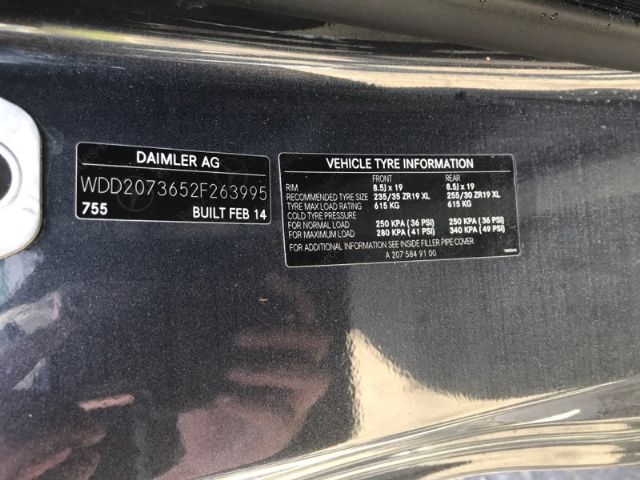 DAIMLER AG
WDD2073652F263995
755 BUILT FEB 14
VEHICLE TYRE INFORMATION
FRONT REAR
RIM 8.5J x 19 8.5J x 19
RECOMMENDED TYRE SIZE 235/35 ZR19 XL 255/30 ZR19 XL
TYRE MAX LOAD RATING 615 KG 615 KG
COLD TYRE PRESSURE
FOR NORMAL LOAD 250 KPA (36 PSI) 250 KPA (36 PSI)
FOR MAXIMUM LOAD 280 KPA (41 PSI) 340 KPA (49 PSI)
FOR ADDITIONAL INFORMATION SEE INSIDE FILLER PIPE COVER
A 207 584 91 00